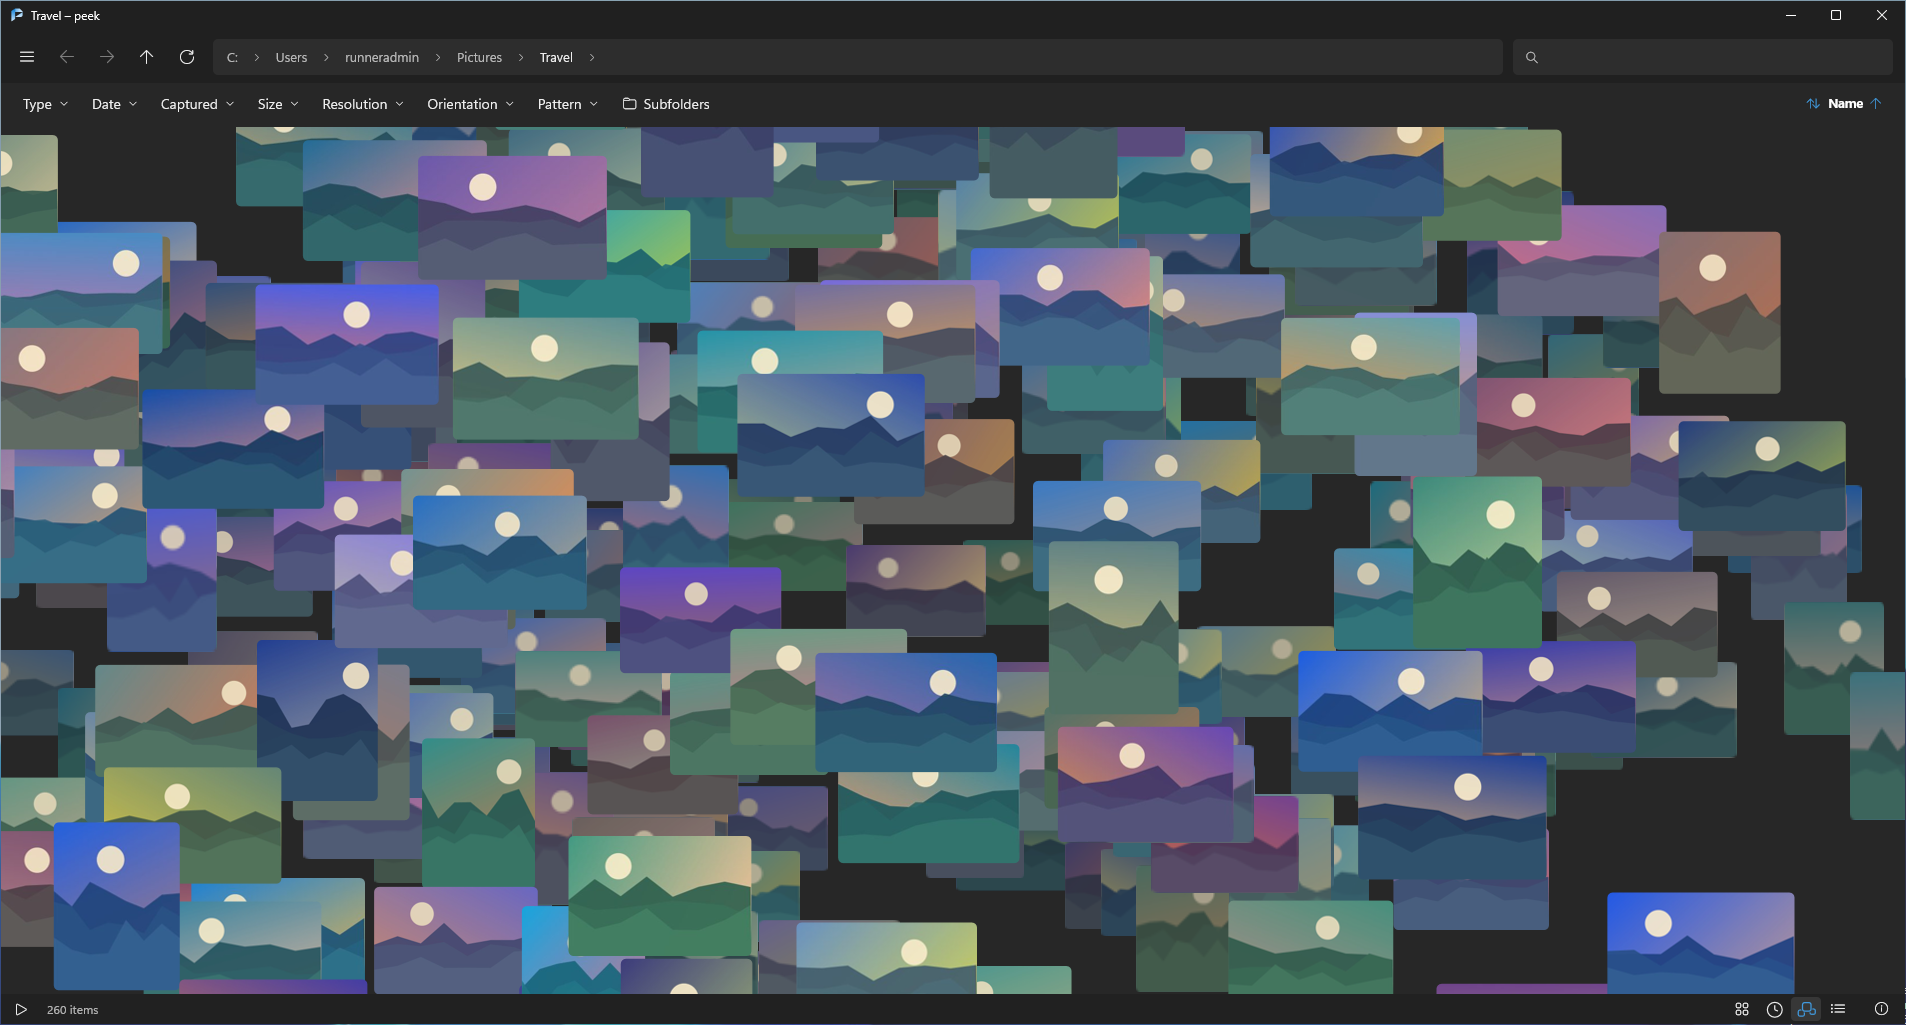 Travel – peek
C: Users runneradmin Pictures Travel
Type Date Captured Size Resolution Orientation Pattern Subfolders Name
260 items